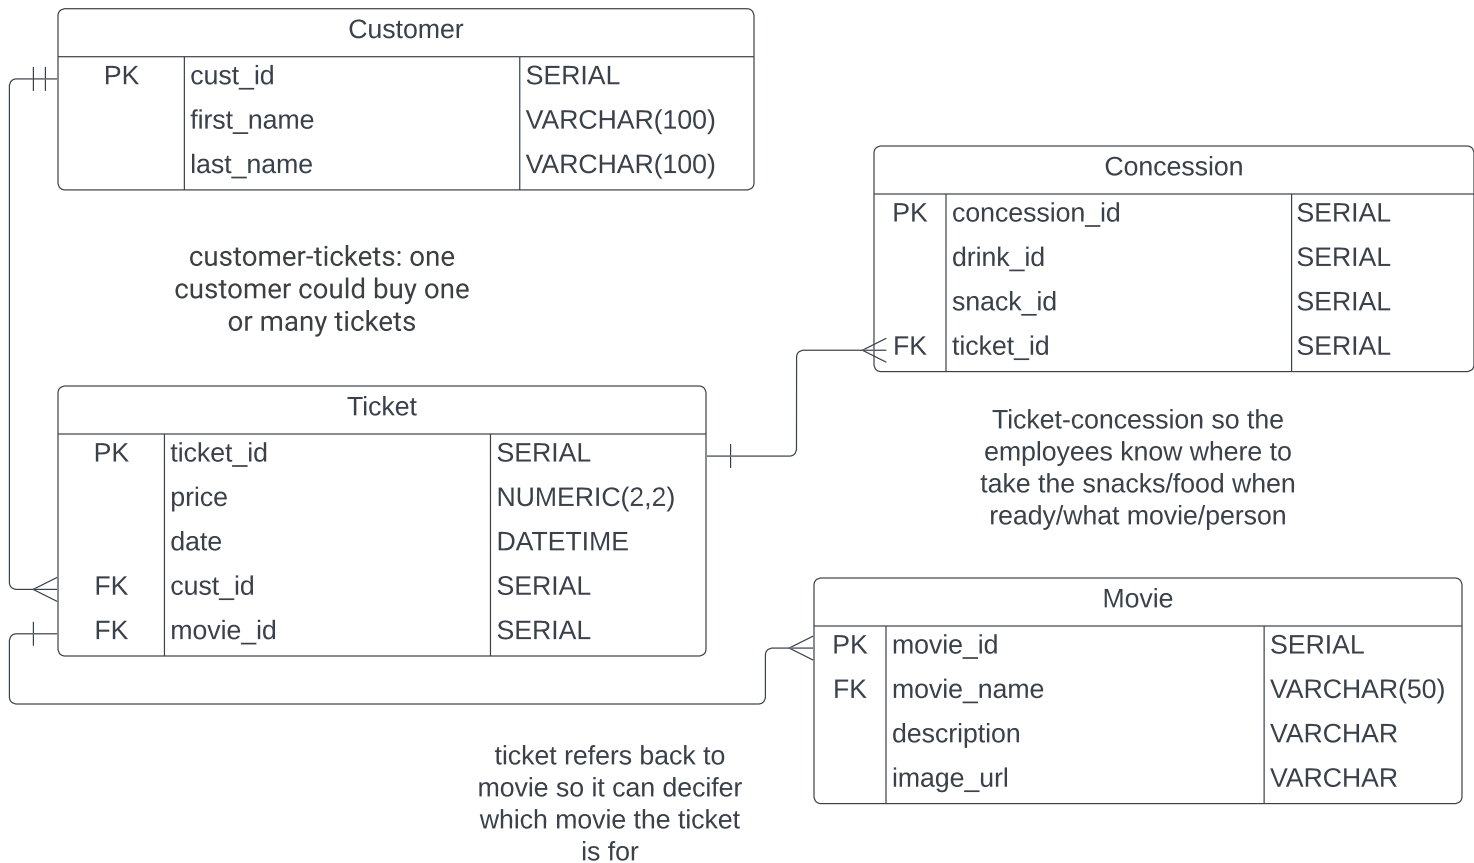 Customer
PK cust_id SERIAL
first_name VARCHAR(100)
last_name VARCHAR(100)
customer-tickets: one
customer could buy one
or many tickets
Concession
PK concession_id SERIAL
drink_id SERIAL
snack_id SERIAL
FK ticket_id SERIAL
Ticket-concession so the
employees know where to
take the snacks/food when
ready/what movie/person
Ticket
PK ticket_id SERIAL
price NUMERIC(2,2)
date DATETIME
FK cust_id SERIAL
FK movie_id SERIAL
Movie
PK movie_id SERIAL
FK movie_name VARCHAR(50)
description VARCHAR
image_url VARCHAR
ticket refers back to
movie so it can decifer
which movie the ticket
is for